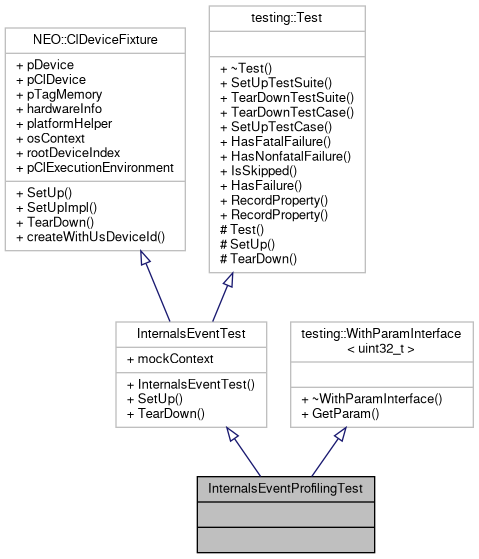 NEO::ClDeviceFixture
+ pDevice
+ pClDevice
+ pTagMemory
+ hardwareInfo
+ platformHelper
+ osContext
+ rootDeviceIndex
+ pClExecutionEnvironment
+ SetUp()
+ SetUpImpl()
+ TearDown()
+ createWithUsDeviceId()
testing::Test
+ ~Test()
+ SetUpTestSuite()
+ TearDownTestSuite()
+ TearDownTestCase()
+ SetUpTestCase()
+ HasFatalFailure()
+ HasNonfatalFailure()
+ IsSkipped()
+ HasFailure()
+ RecordProperty()
+ RecordProperty()
# Test()
# SetUp()
# TearDown()
InternalsEventTest
+ mockContext
+ InternalsEventTest()
+ SetUp()
+ TearDown()
testing::WithParamInterface
< uint32_t >
+ ~WithParamInterface()
+ GetParam()
InternalsEventProfilingTest